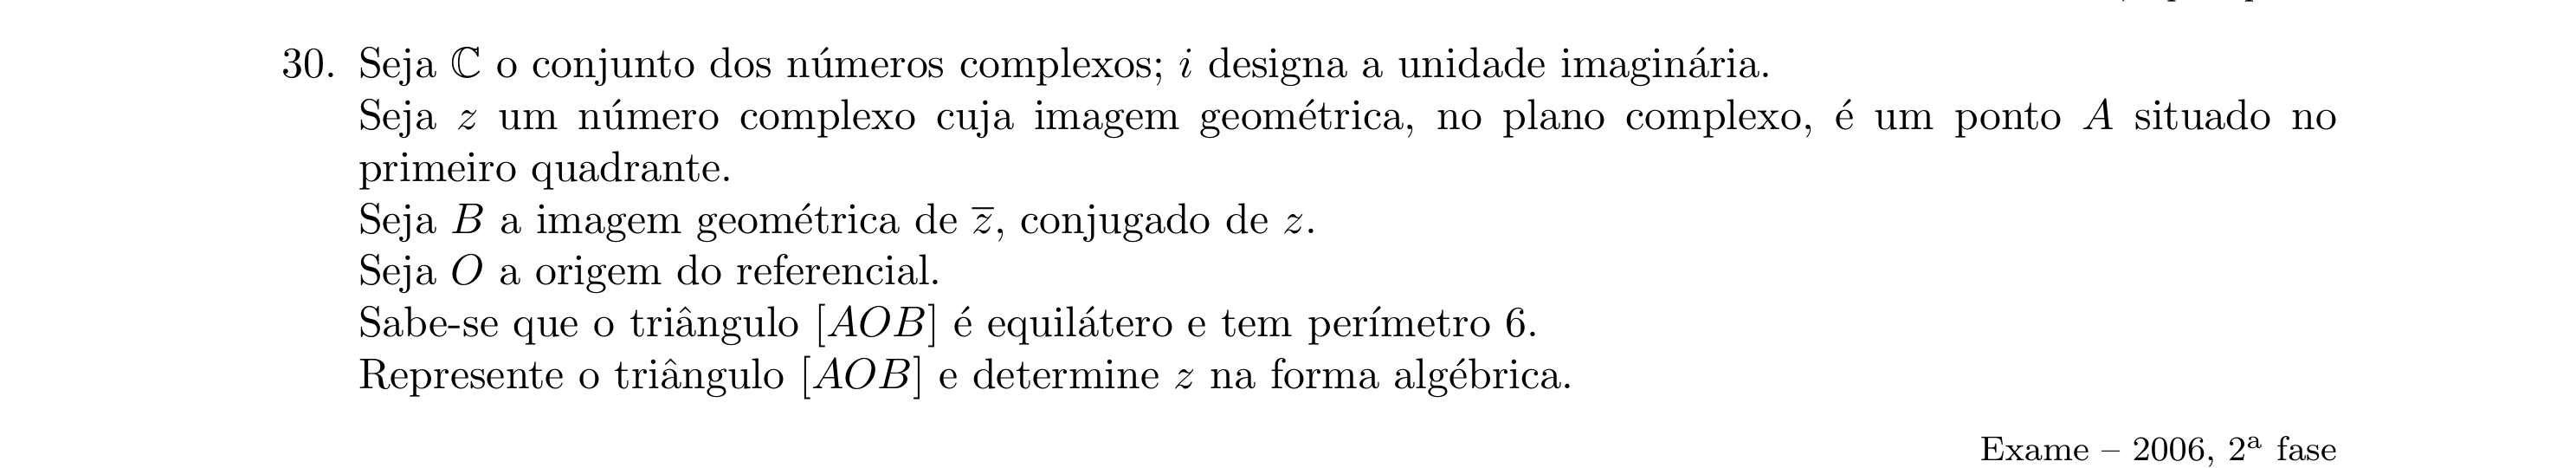 30. Seja ℂ o conjunto dos números complexos; i designa a unidade imaginária.
Seja z um número complexo cuja imagem geométrica, no plano complexo, é um ponto A situado no
primeiro quadrante.
Seja B a imagem geométrica de z̅, conjugado de z.
Seja O a origem do referencial.
Sabe-se que o triângulo [AOB] é equilátero e tem perímetro 6.
Represente o triângulo [AOB] e determine z na forma algébrica.
Exame – 2006, 2ª fase